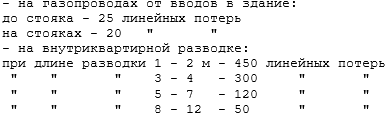 - на газопроводах от вводов в здание:
до стояка - 25 линейных потерь
на стояках - 20 " "
- на внутриквартирной разводке:
при длине разводки 1 - 2 м - 450 линейных потерь
" " " 3 - 4 - 300 " "
" " " 5 - 7 - 120 " "
" " " 8 - 12 - 50 " "